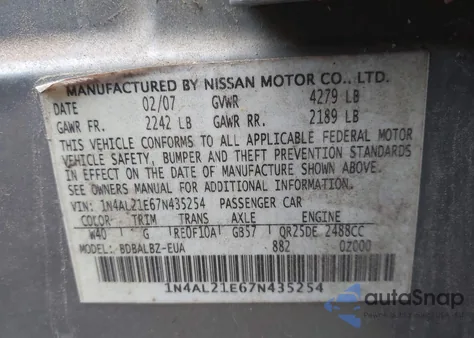 MANUFACTURED BY NISSAN MOTOR CO., LTD.
DATE 02/07 GVWR 4279 LB
GAWR FR. 2242 LB GAWR RR. 2189 LB
THIS VEHICLE CONFORMS TO ALL APPLICABLE FEDERAL MOTOR
VEHICLE SAFETY, BUMPER AND THEFT PREVENTION STANDARDS
IN EFFECT ON THE DATE OF MANUFACTURE SHOWN ABOVE.
SEE OWNERS MANUAL FOR ADDITIONAL INFORMATION.
VIN: 1N4AL21E67N435254 PASSENGER CAR
COLOR TRIM TRANS AXLE ENGINE
W40 G RE0F10A GB57 QR25DE 2488CC
MODEL: BDBALBZ-EUA 882 0Z000
1N4AL21E67N435254
autoSnap